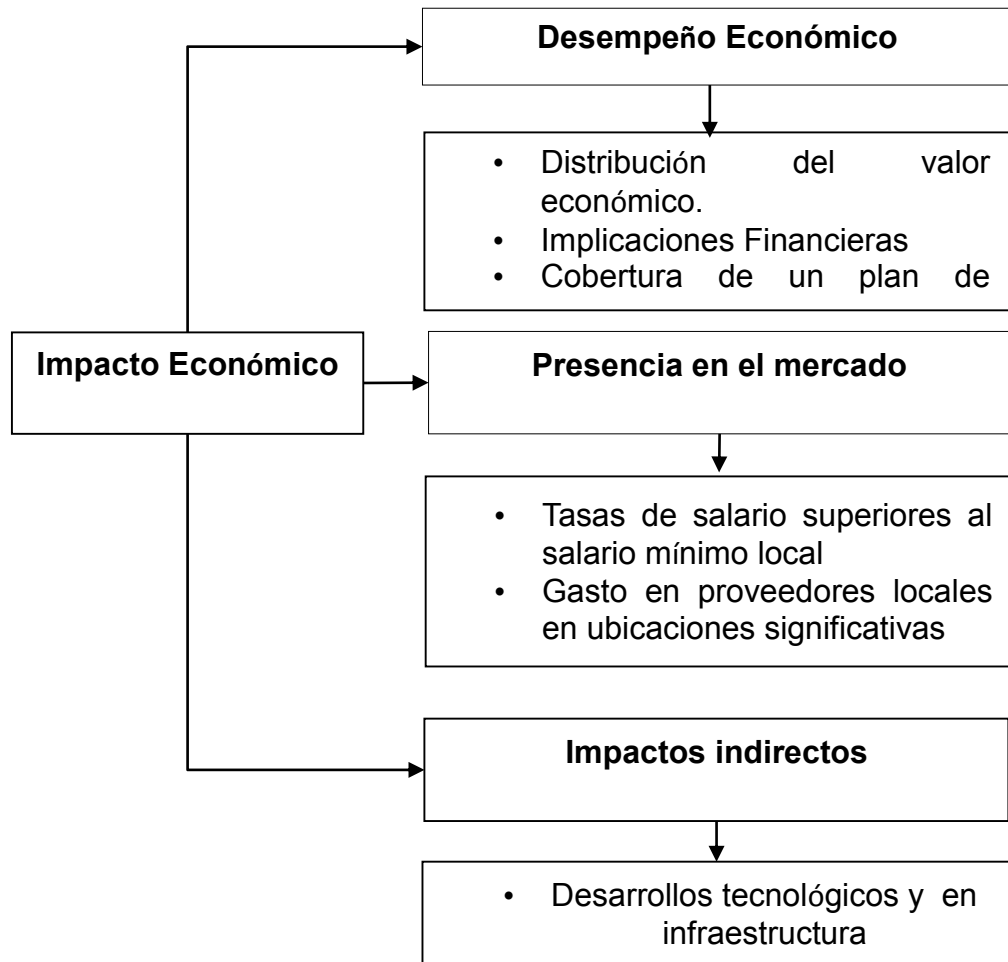 Desempeño Económico
• Distribución del valor
económico.
• Implicaciones Financieras
• Cobertura de un plan de
Impacto Económico
Presencia en el mercado
• Tasas de salario superiores al
salario mínimo local
• Gasto en proveedores locales
en ubicaciones significativas
Impactos indirectos
• Desarrollos tecnológicos y en
infraestructura